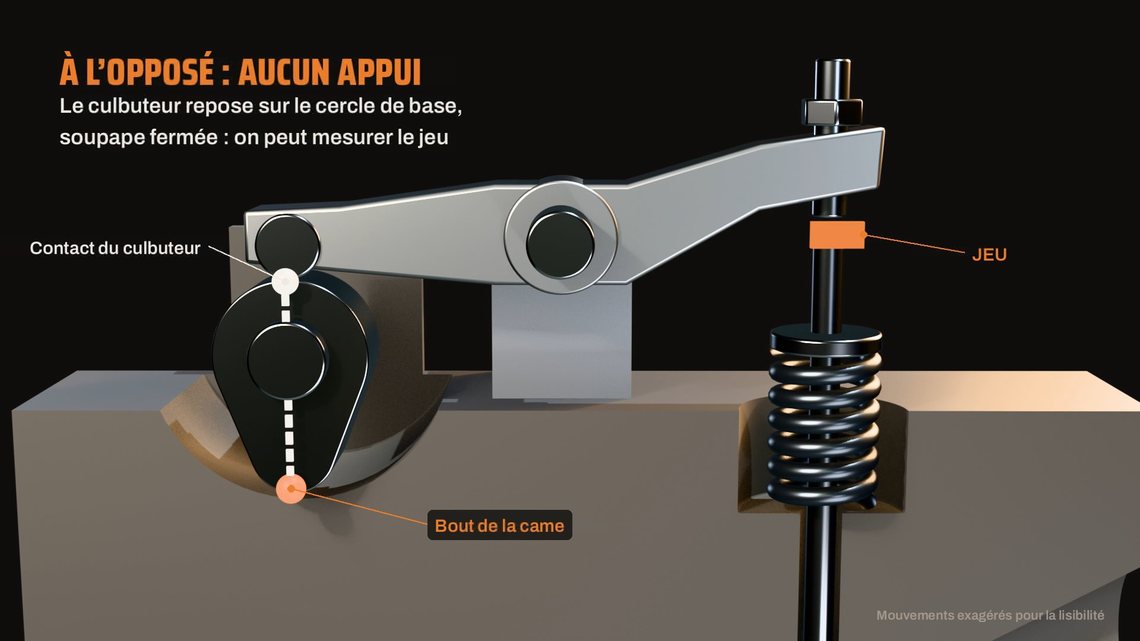 À L’OPPOSÉ : AUCUN APPUI
Le culbuteur repose sur le cercle de base,
soupape fermée : on peut mesurer le jeu
Contact du culbuteur
JEU
Bout de la came
Mouvements exagérés pour la lisibilité